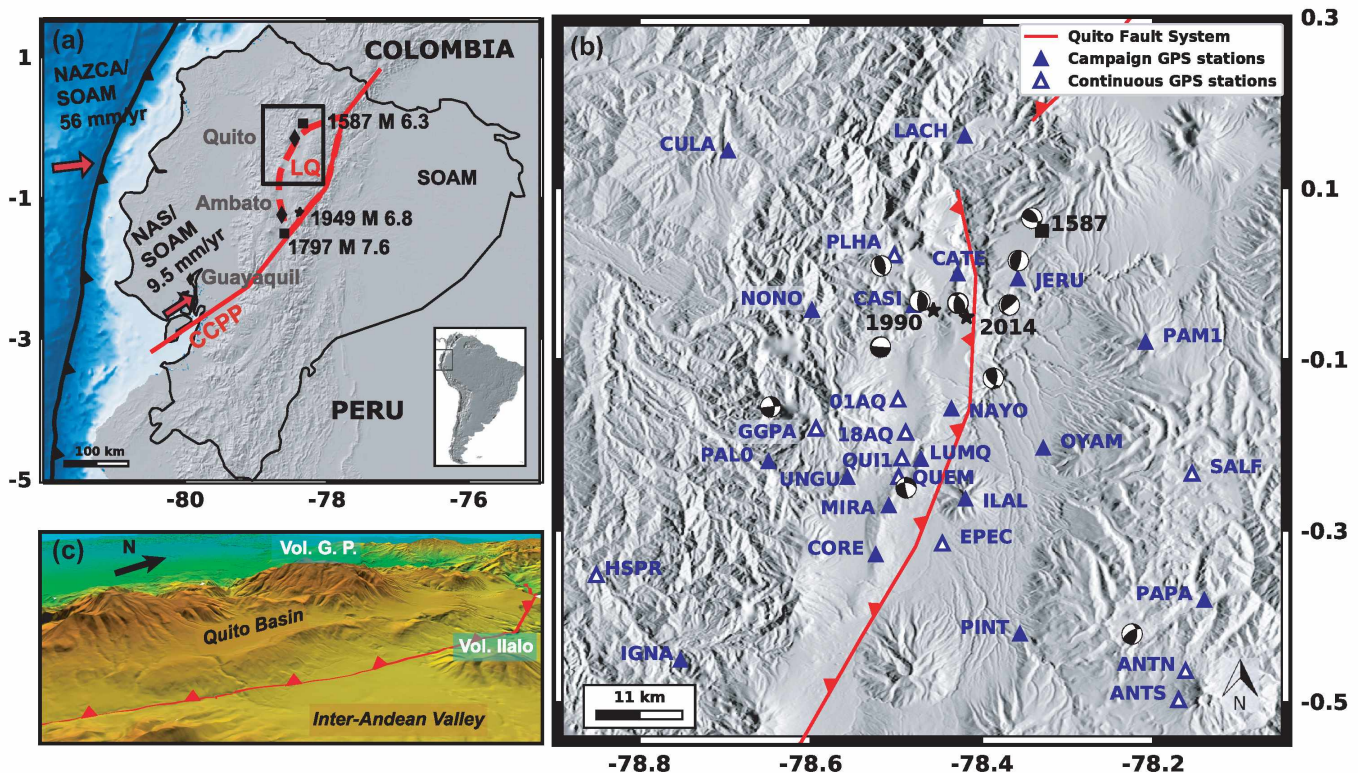 (a)
COLOMBIA
NAZCA/
SOAM
56 mm/yr
Quito
1587 M 6.3
LQ
SOAM
Ambato
1949 M 6.8
1797 M 7.6
NAS/
SOAM
9.5 mm/yr
Guayaquil
CCPP
PERU
100 km
1
-1
-3
-5
-80
-78
-76
(b)
Quito Fault System
Campaign GPS stations
Continuous GPS stations
CULA
LACH
1587
PLHA
CATE
JERU
NONO
CASI
1990
2014
PAM1
01AQ
NAYO
GGPA
18AQ
OYAM
PAL0
QUI1
LUMQ
SALF
UNGU
QUEM
MIRA
ILAL
CORE
EPEC
HSPR
PAPA
PINT
IGNA
ANTN
ANTS
11 km
N
0.3
0.1
-0.1
-0.3
-0.5
-78.8
-78.6
-78.4
-78.2
(c)
N
Vol. G. P.
Quito Basin
Vol. Ilalo
Inter-Andean Valley